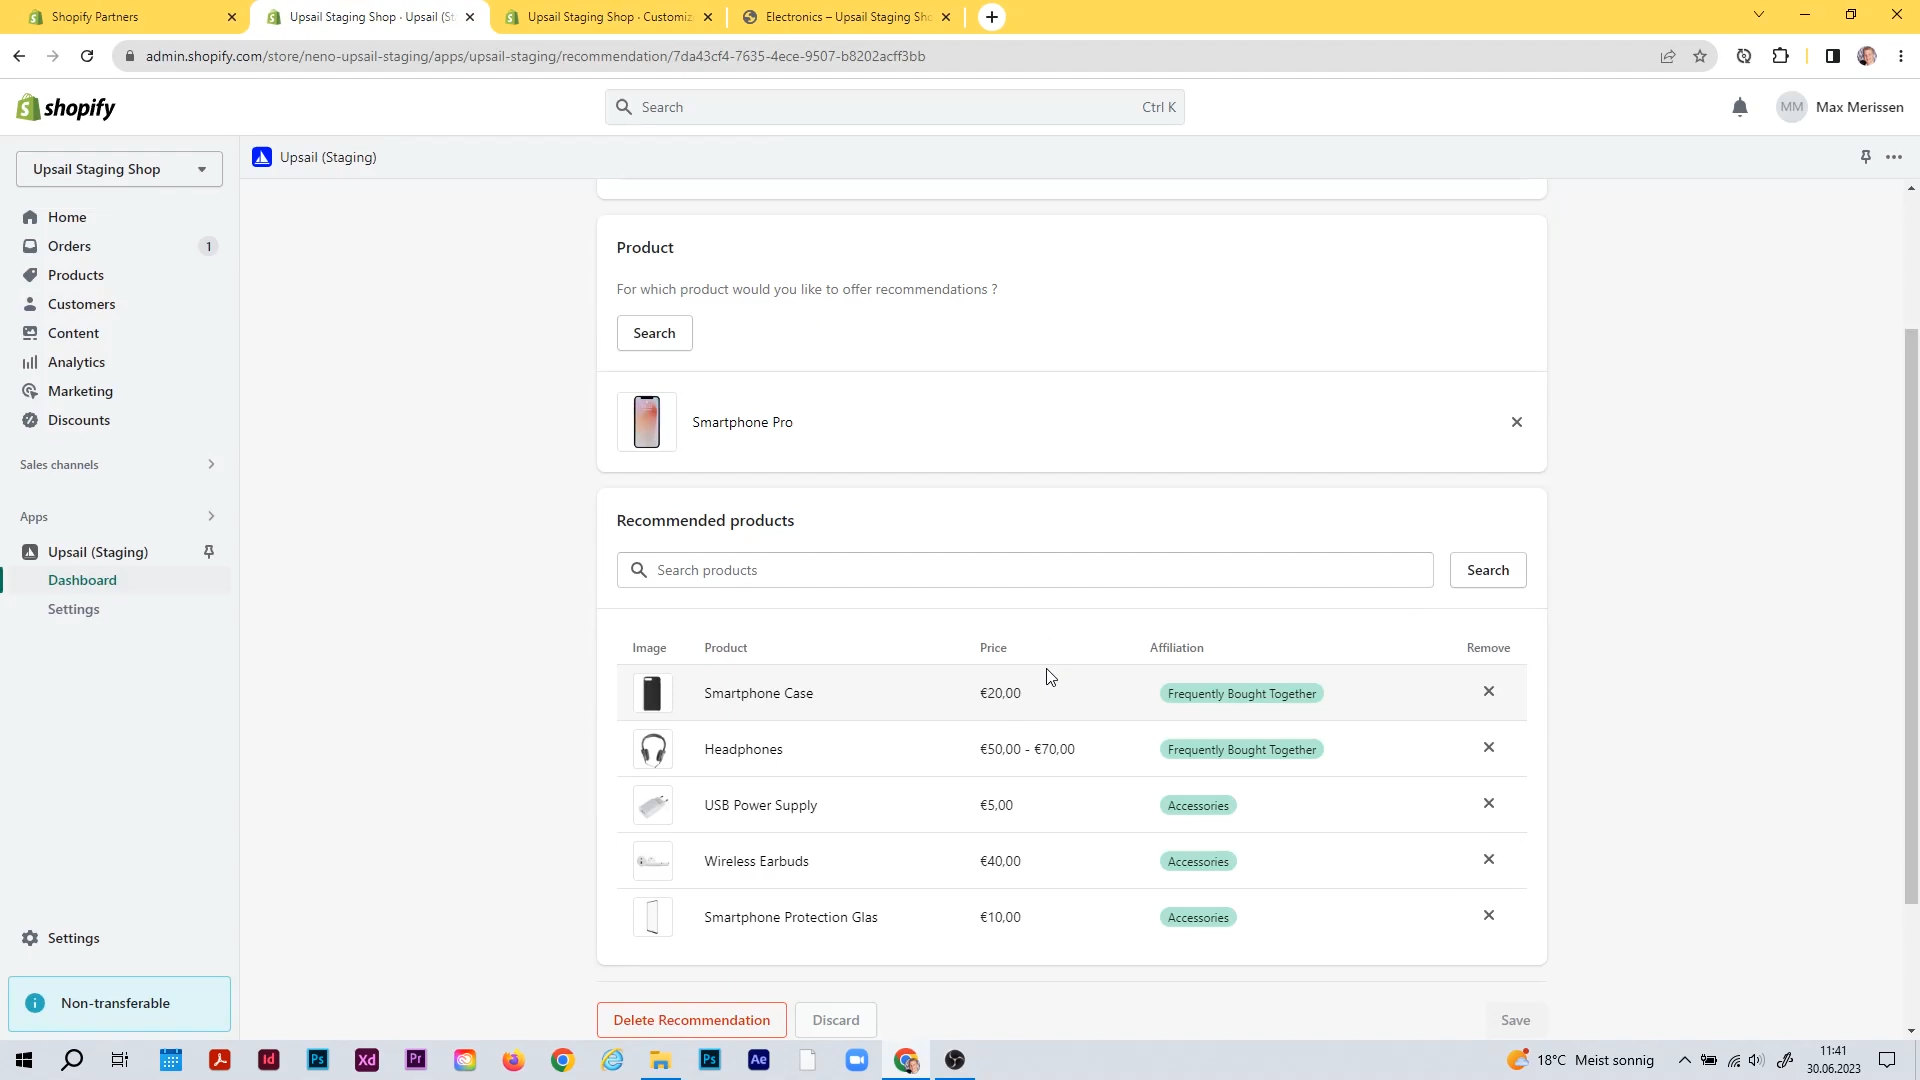 Shopify Partners
Upsail Staging Shop · Upsail (St
Upsail Staging Shop · Customiz
Electronics – Upsail Staging Sho
admin.shopify.com/store/neno-upsail-staging/apps/upsail-staging/recommendation/7da43cf4-7635-4ece-9507-b8202acff3bb
shopify
Search
Ctrl K
MM
Max Merissen
Upsail Staging Shop
Upsail (Staging)
Home
Orders
1
Products
Customers
Content
Analytics
Marketing
Discounts
Sales channels
Apps
Upsail (Staging)
Dashboard
Settings
Settings
Non-transferable
Product
For which product would you like to offer recommendations ?
Search
Smartphone Pro
Recommended products
Search products
Search
Image Product Price Affiliation Remove
Smartphone Case €20,00 Frequently Bought Together
Headphones €50,00 - €70,00 Frequently Bought Together
USB Power Supply €5,00 Accessories
Wireless Earbuds €40,00 Accessories
Smartphone Protection Glas €10,00 Accessories
Delete Recommendation
Discard
Save
Id
Ps
Xd
Pr
Ps
Ae
18°C Meist sonnig
11:41
30.06.2023